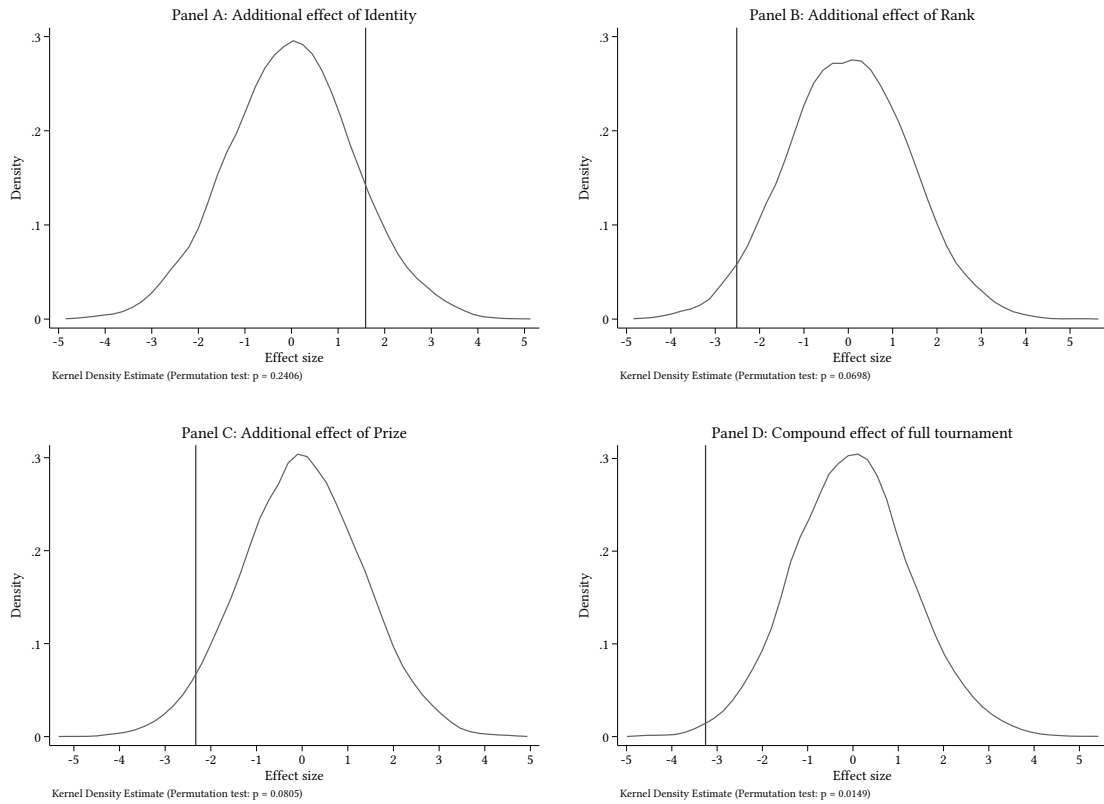 Panel A: Additional effect of Identity
.3
.2
.1
0
Density
-5 -4 -3 -2 -1 0 1 2 3 4 5
Effect size
Kernel Density Estimate (Permutation test: p = 0.2406)
Panel B: Additional effect of Rank
.3
.2
.1
0
Density
-5 -4 -3 -2 -1 0 1 2 3 4 5
Effect size
Kernel Density Estimate (Permutation test: p = 0.0698)
Panel C: Additional effect of Prize
.3
.2
.1
0
Density
-5 -4 -3 -2 -1 0 1 2 3 4 5
Effect size
Kernel Density Estimate (Permutation test: p = 0.0805)
Panel D: Compound effect of full tournament
.3
.2
.1
0
Density
-5 -4 -3 -2 -1 0 1 2 3 4 5
Effect size
Kernel Density Estimate (Permutation test: p = 0.0149)